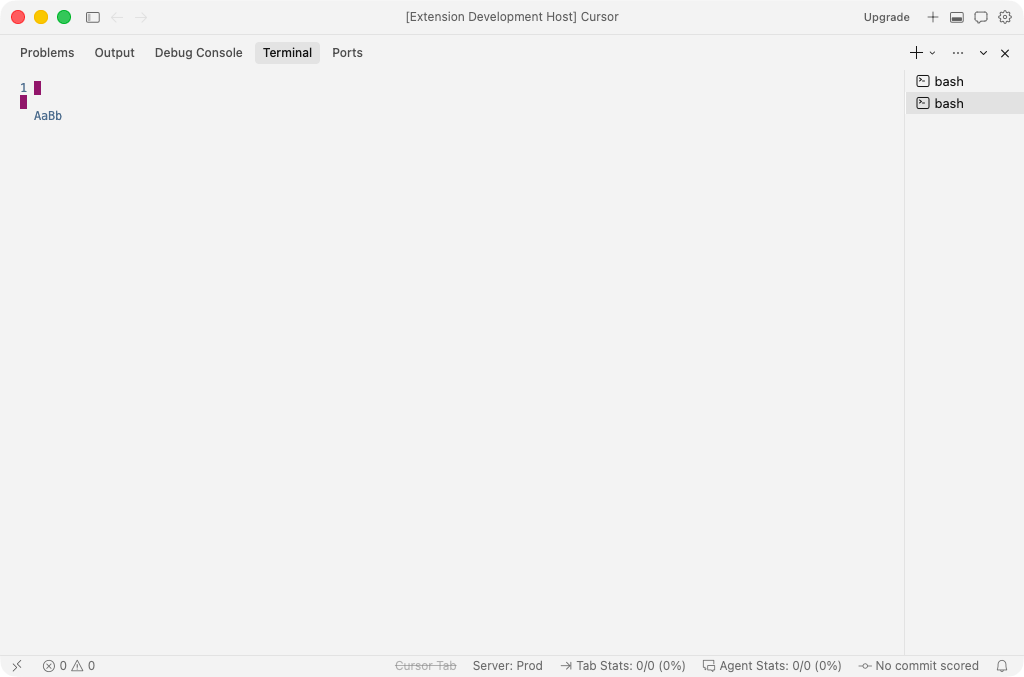 [Extension Development Host] Cursor
Upgrade
Problems Output Debug Console Terminal Ports
1
AaBb
bash
bash
0 0 Cursor Tab Server: Prod Tab Stats: 0/0 (0%) Agent Stats: 0/0 (0%) No commit scored